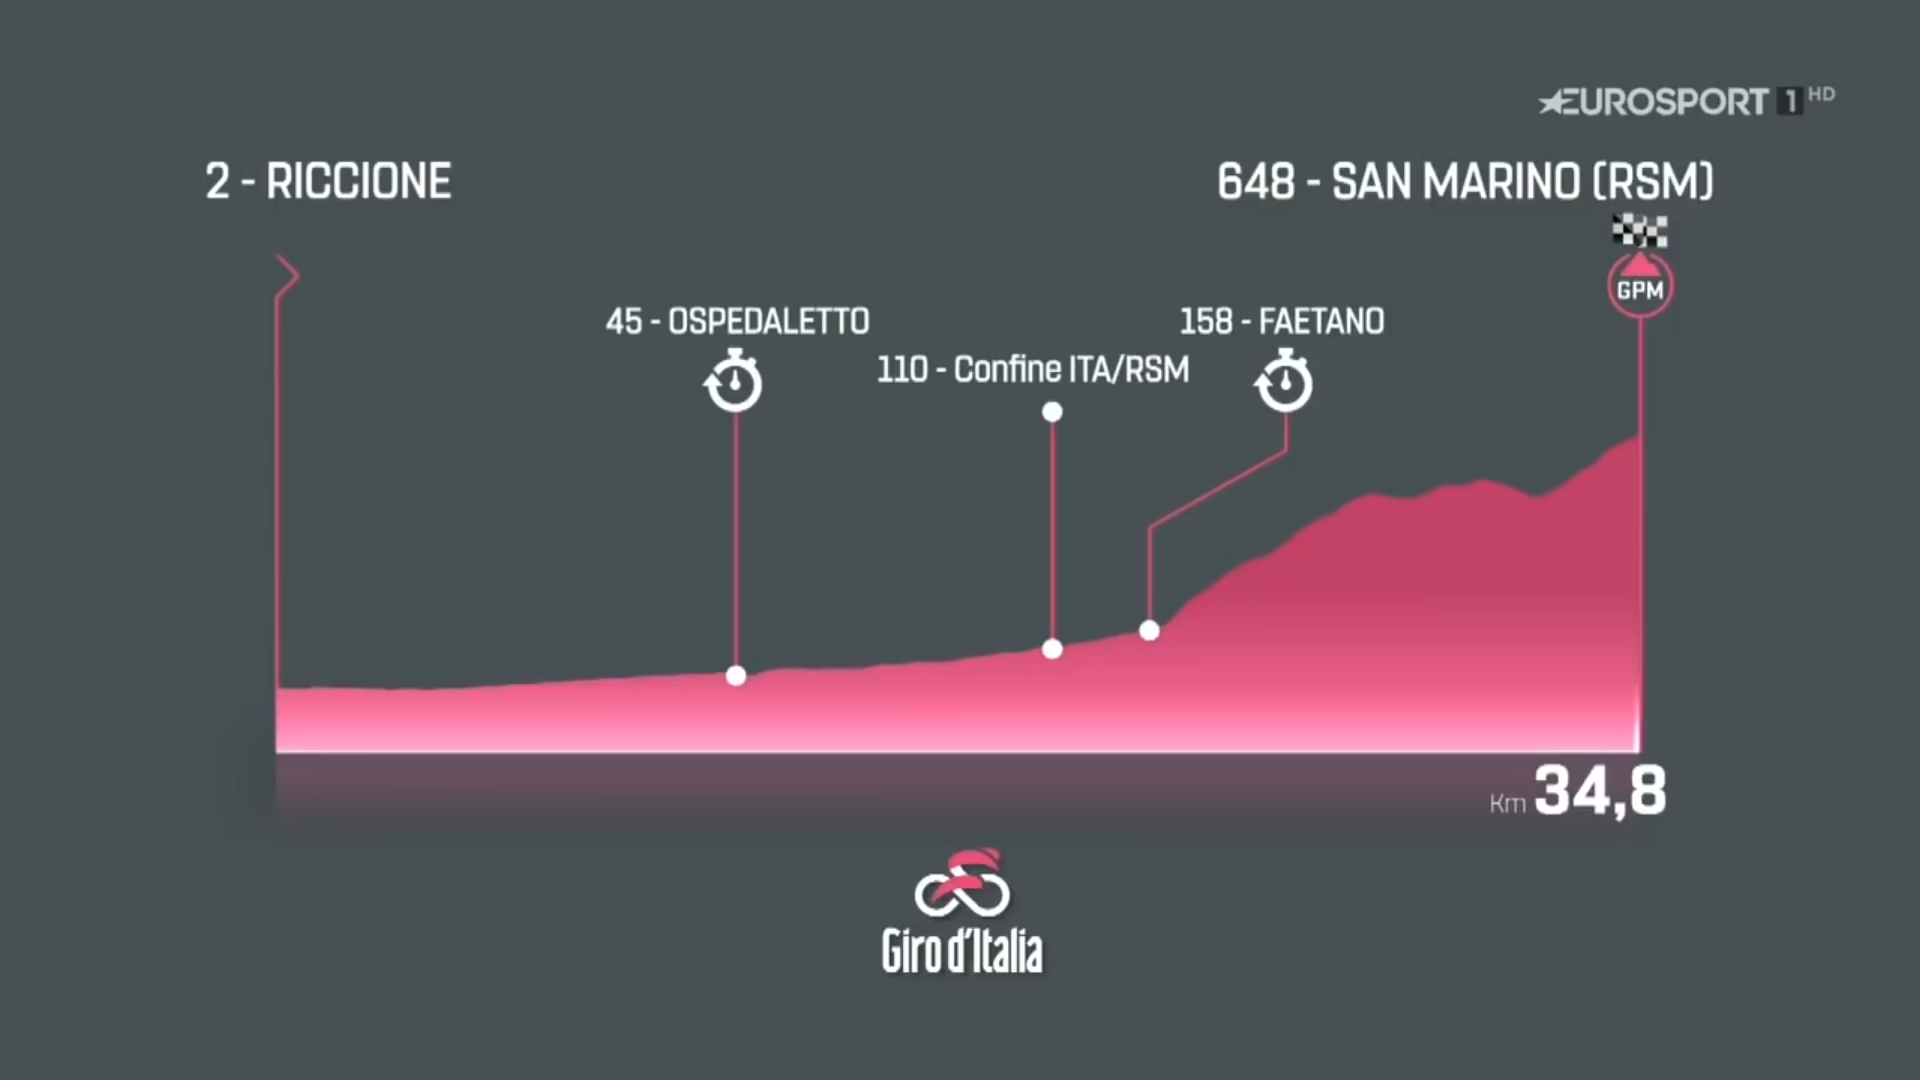 EUROSPORT 1 HD
2 - RICCIONE
648 - SAN MARINO (RSM)
GPM
45 - OSPEDALETTO
158 - FAETANO
110 - Confine ITA/RSM
Km 34,8
Giro d'Italia